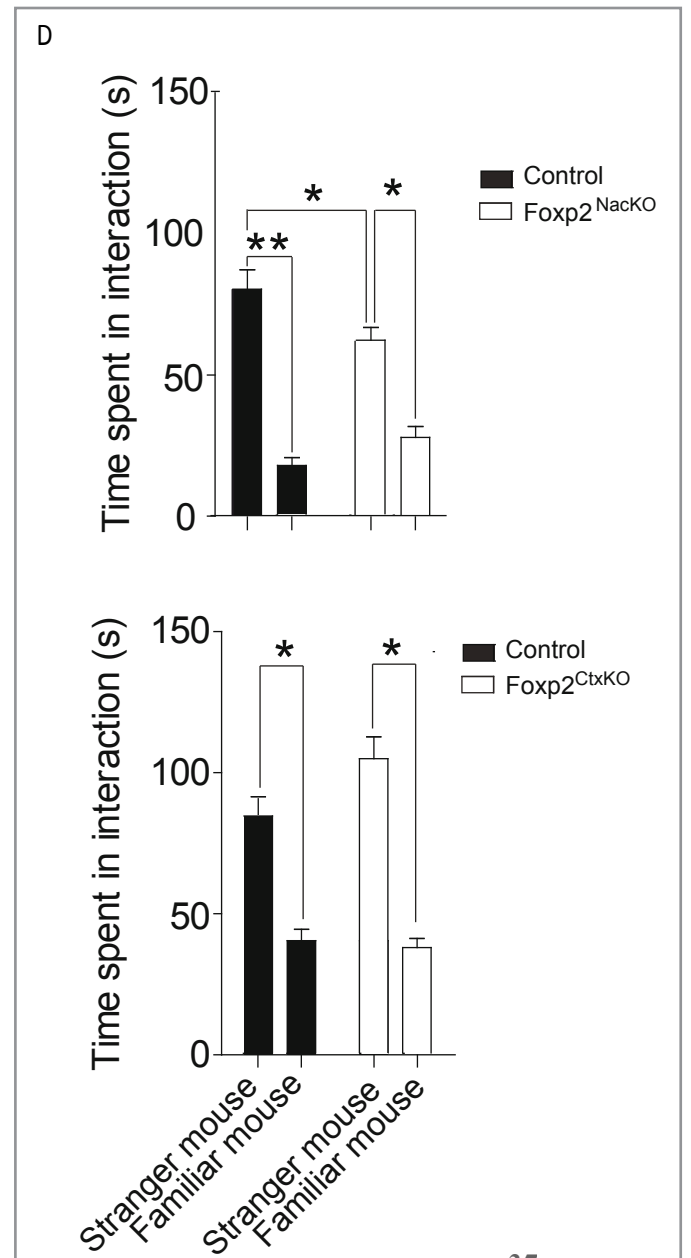 D
Time spent in interaction (s)
150
100
50
0
*
*
**
Control
Foxp2NacKO
Time spent in interaction (s)
150
100
50
0
*
*
Control
Foxp2CtxKO
Stranger mouse
Familiar mouse
Stranger mouse
Familiar mouse